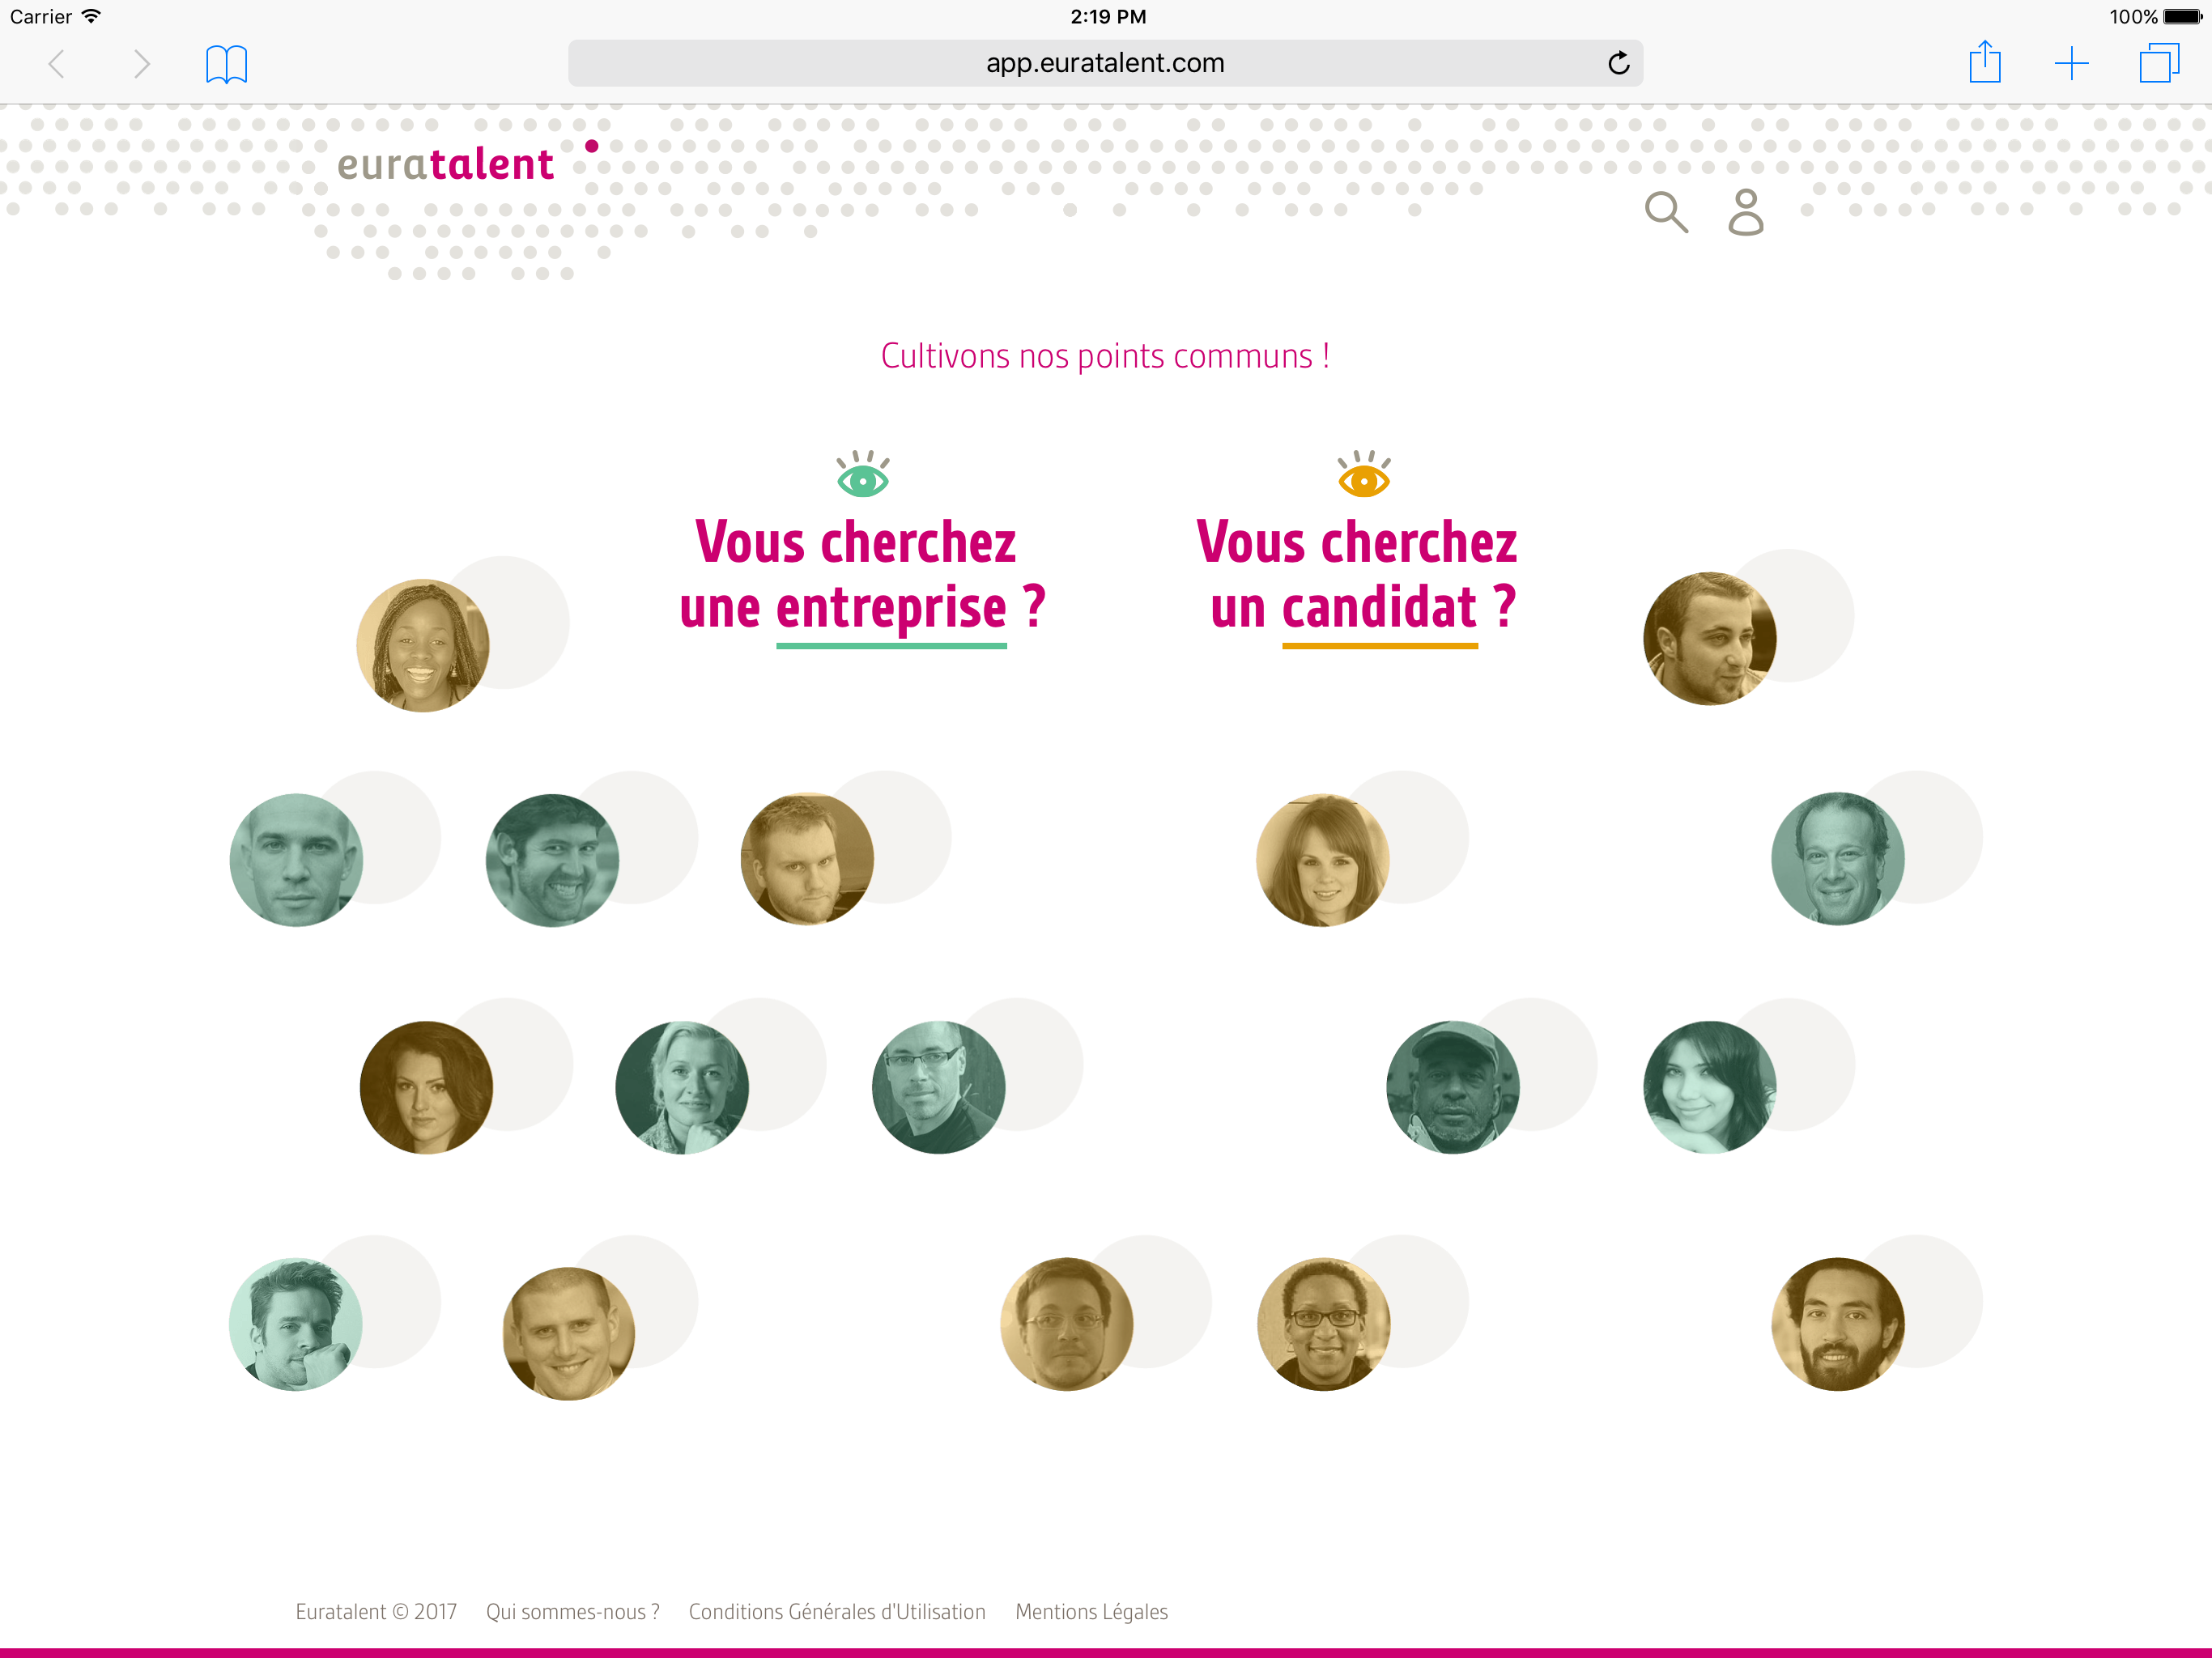 Carrier
2:19 PM
100%
app.euratalent.com
euratalent
Cultivons nos points communs !
Vous cherchez
une entreprise ?
Vous cherchez
un candidat ?
Euratalent © 2017 Qui sommes-nous ? Conditions Générales d'Utilisation Mentions Légales